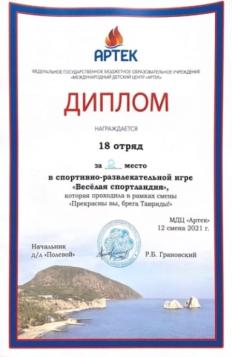 АРТЕК
ФЕДЕРАЛЬНОЕ ГОСУДАРСТВЕННОЕ БЮДЖЕТНОЕ ОБРАЗОВАТЕЛЬНОЕ УЧРЕЖДЕНИЕ
«МЕЖДУНАРОДНЫЙ ДЕТСКИЙ ЦЕНТР «АРТЕК»
ДИПЛОМ
НАГРАЖДАЕТСЯ
18 отряд
за 2 место
в спортивно-развлекательной игре
«Весёлая спортландия»,
которая проходила в рамках смены
«Прекрасны вы, брега Тавриды!»
МДЦ «Артек»
12 смена 2021 г.
Начальник
д/л «Полевой»
Р.Б. Грановский